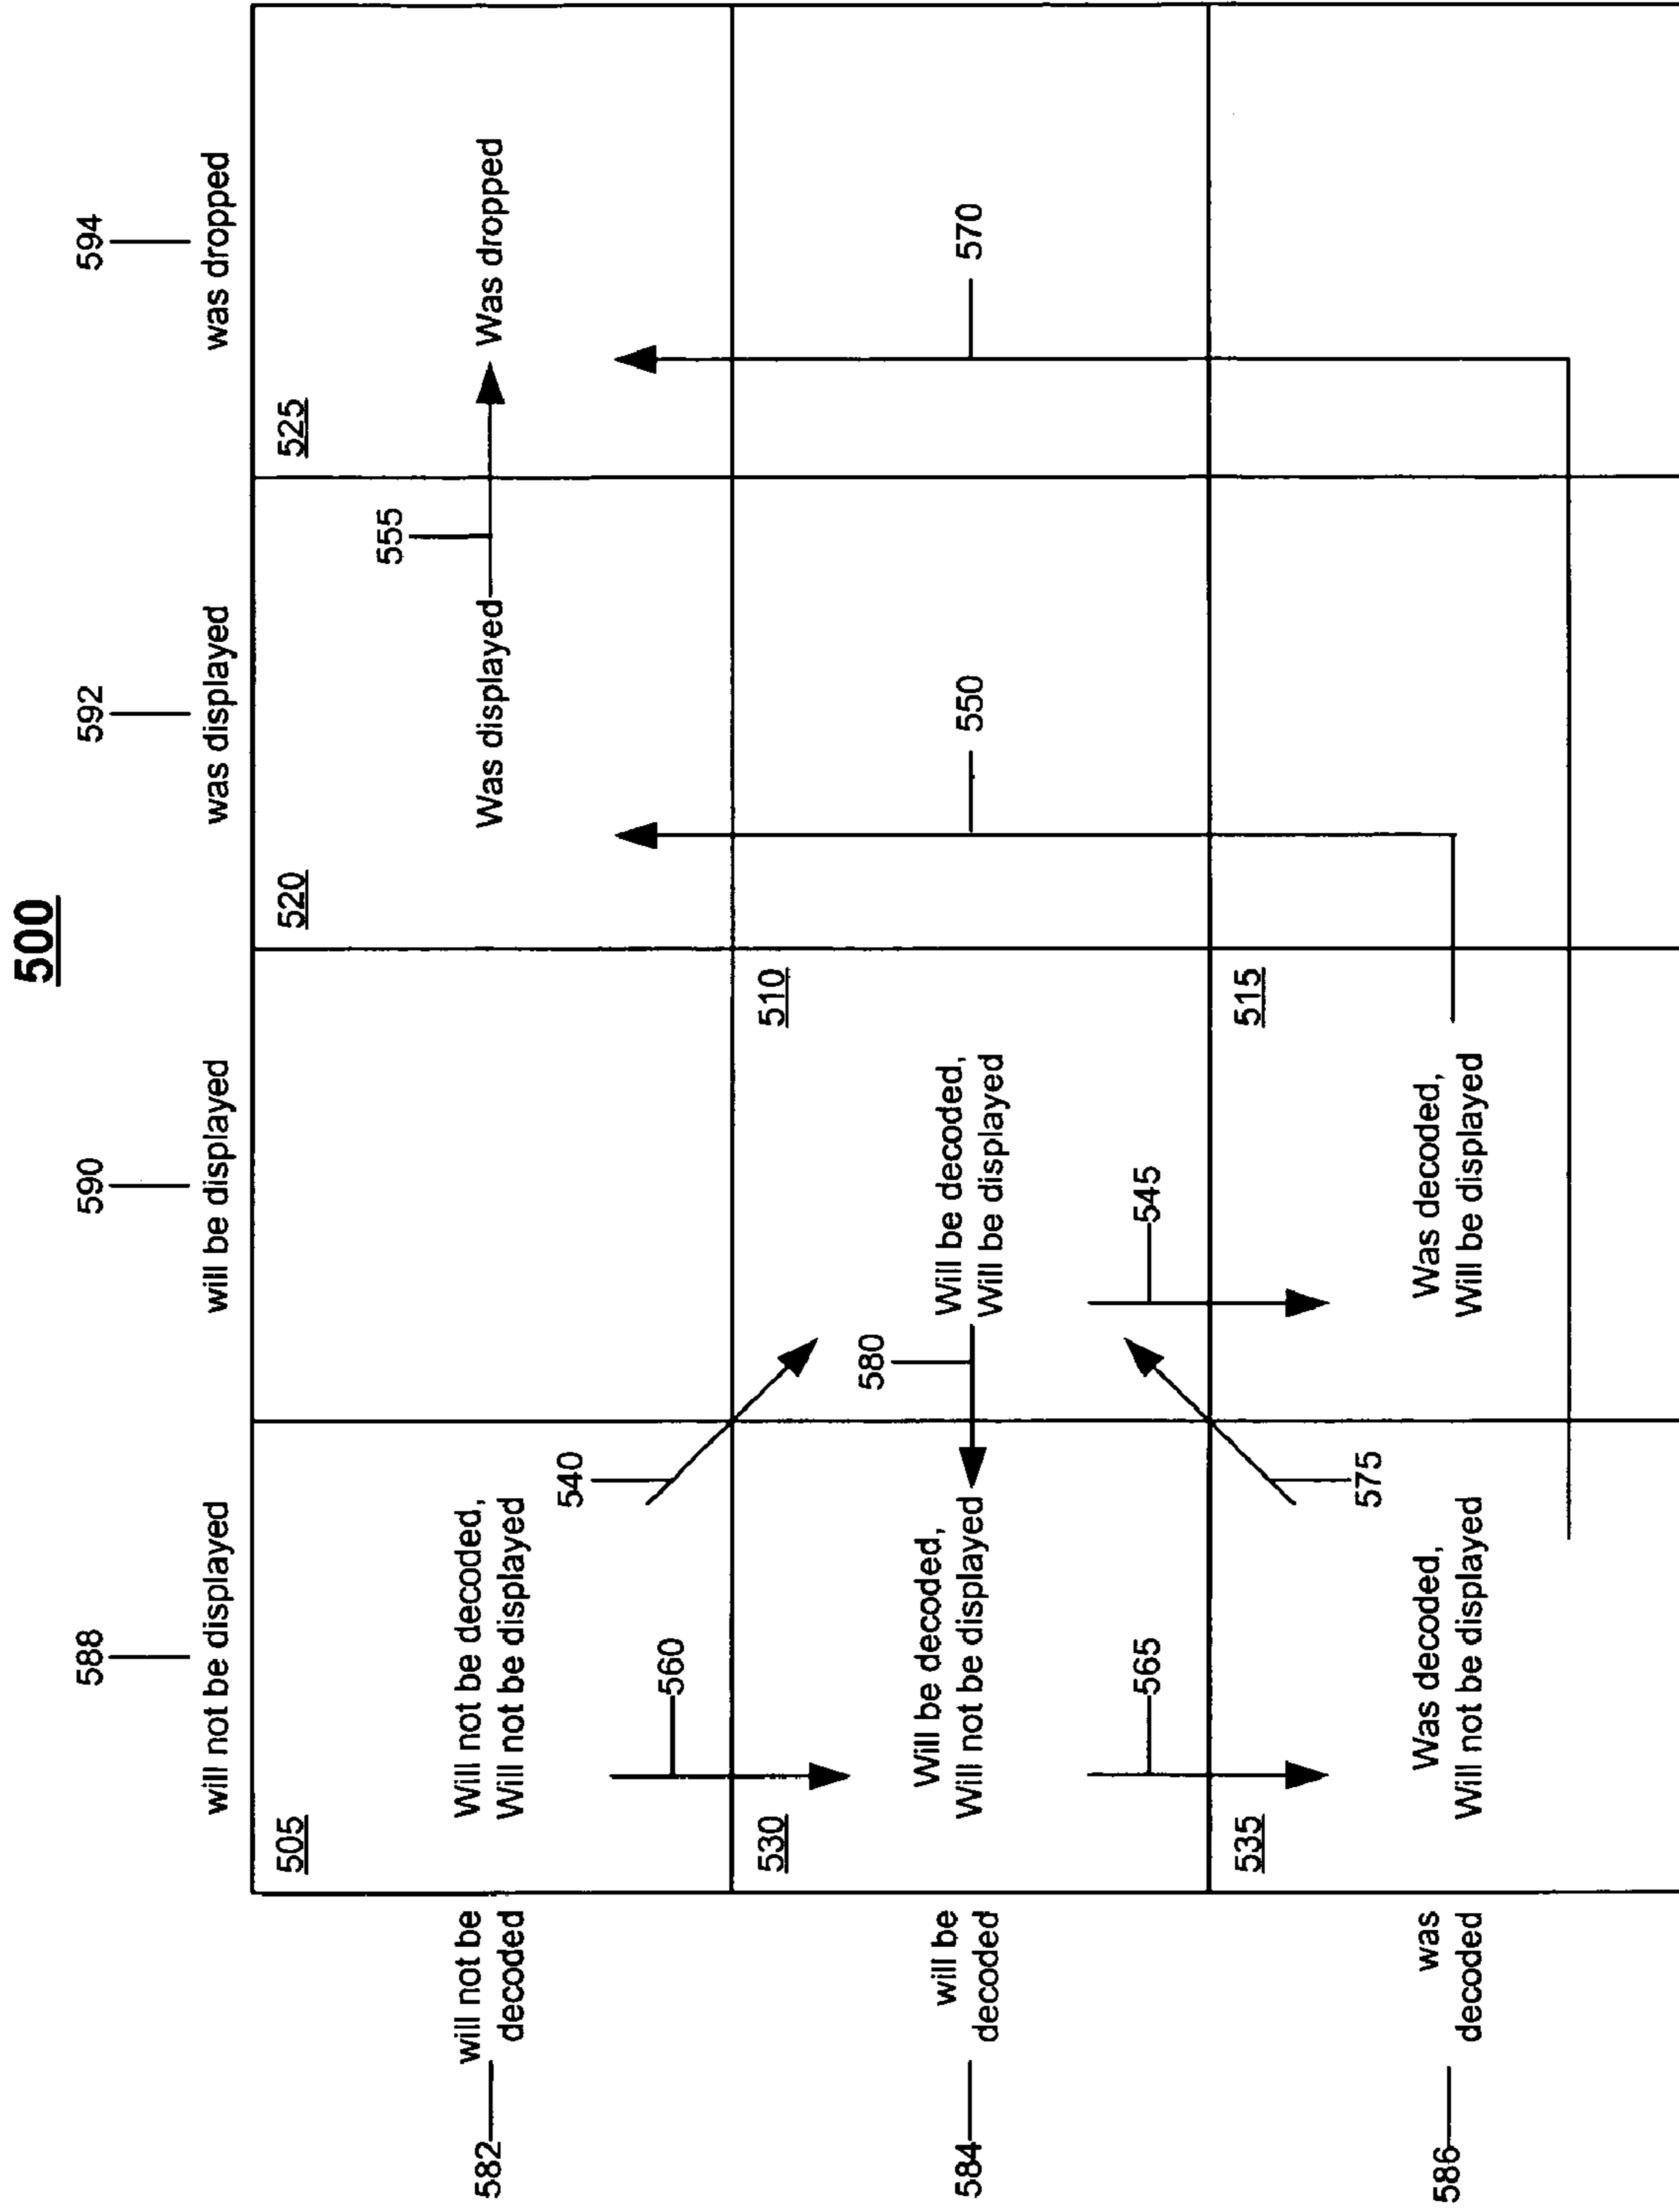 500
588
590
592
594
will not be displayed
will be displayed
was displayed
was dropped
582
will not be
decoded
505
Will not be decoded,
Will not be displayed
560
540
520
Was displayed
555
525
Was dropped
584
will be
decoded
530
Will be decoded,
Will not be displayed
565
580
510
Will be decoded,
Will be displayed
545
550
570
586
was
decoded
535
Was decoded,
Will not be displayed
575
515
Was decoded,
Will be displayed